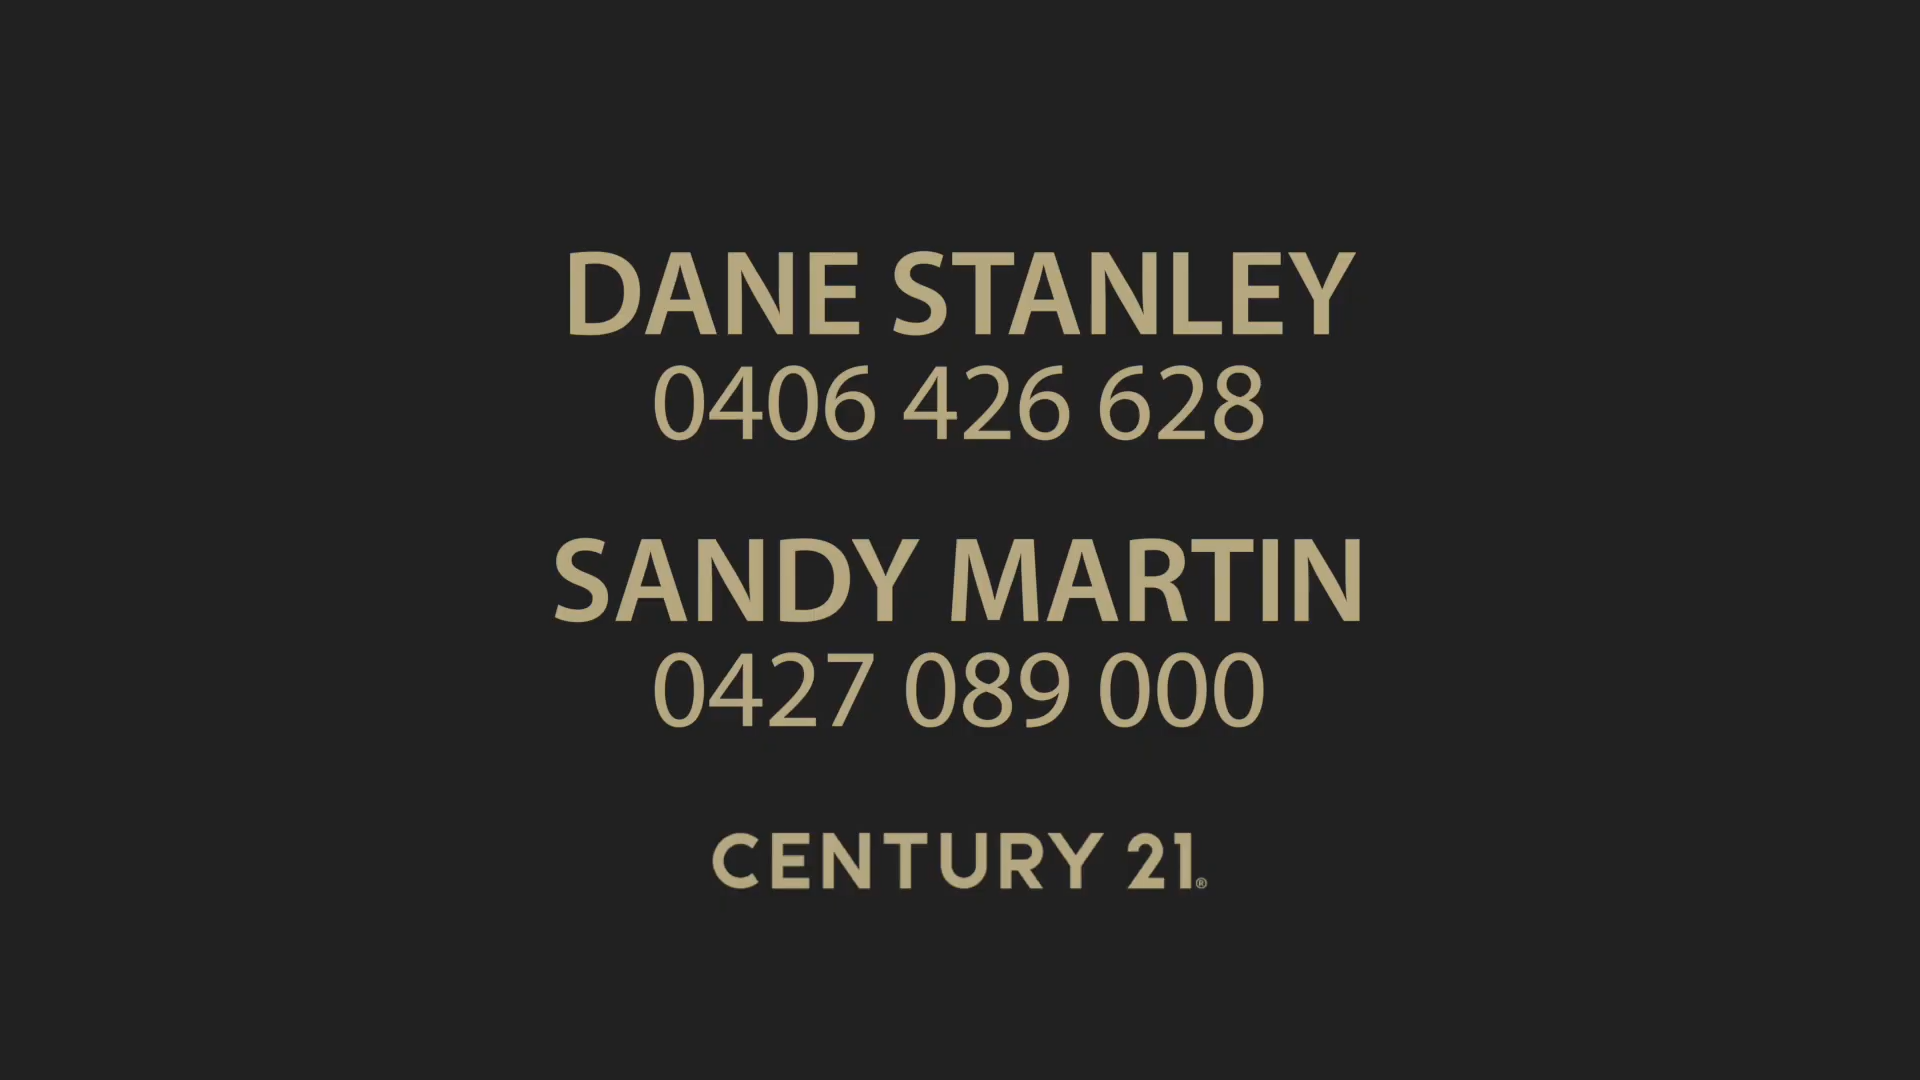 DANE STANLEY
0406 426 628
SANDY MARTIN
0427 089 000
CENTURY 21®